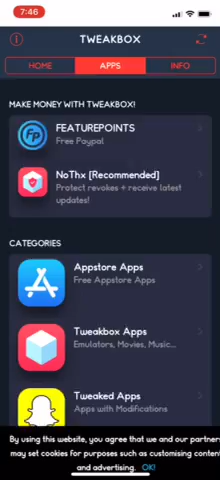 7:46
TWEAKBOX
HOME
APPS
INFO
MAKE MONEY WITH TWEAKBOX!
FP
FEATUREPOINTS
Free Paypal
NoThx [Recommended]
Protect revokes + receive latest
updates!
CATEGORIES
Appstore Apps
Free Appstore Apps
Tweakbox Apps
Emulators, Movies, Music...
Tweaked Apps
Apps with Modifications
By using this website, you agree that we and our partners
may set cookies for purposes such as customising content
and advertising. OK!